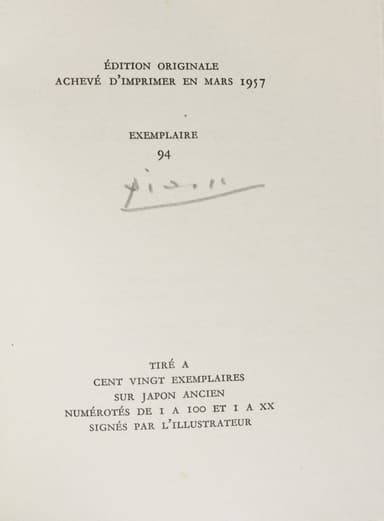 ÉDITION ORIGINALE
ACHEVÉ D'IMPRIMER EN MARS 1957
EXEMPLAIRE
94
TIRÉ A
CENT VINGT EXEMPLAIRES
SUR JAPON ANCIEN
NUMÉROTÉS DE 1 A 100 ET I A XX
SIGNÉS PAR L'ILLUSTRATEUR